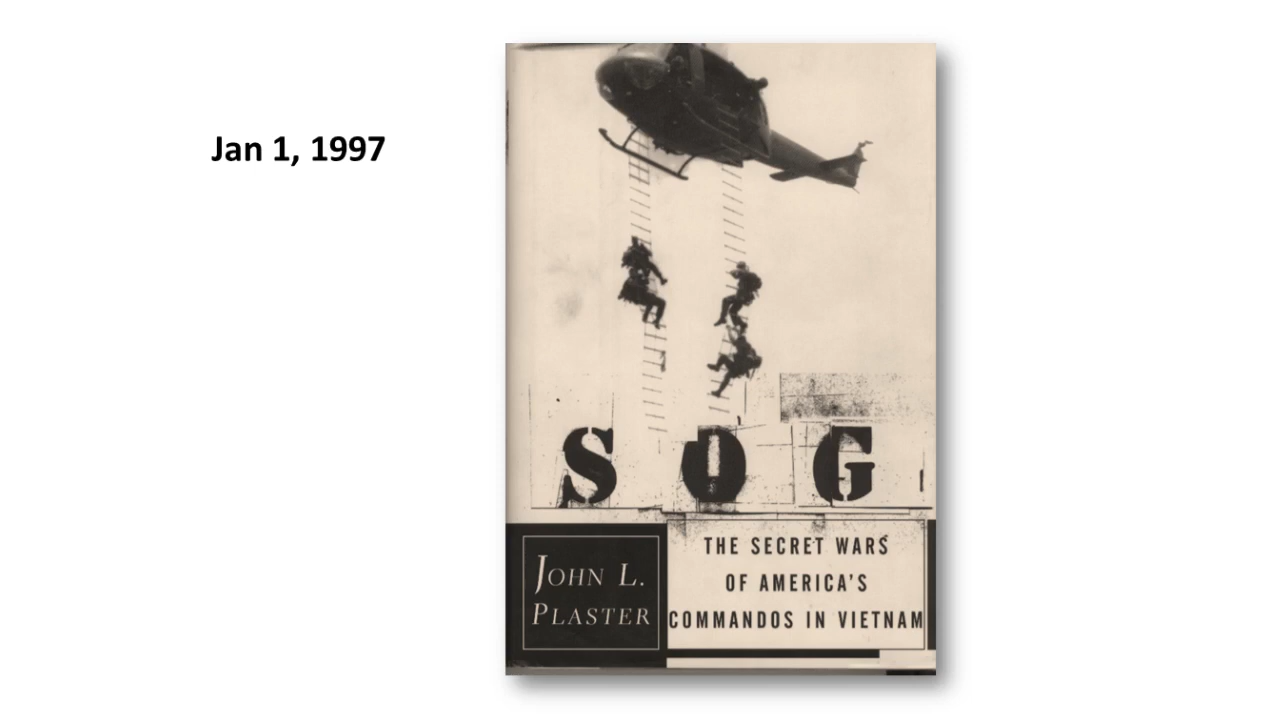 Jan 1, 1997
SOG
JOHN L.
PLASTER
THE SECRET WARS
OF AMERICA'S
COMMANDOS IN VIETNAM